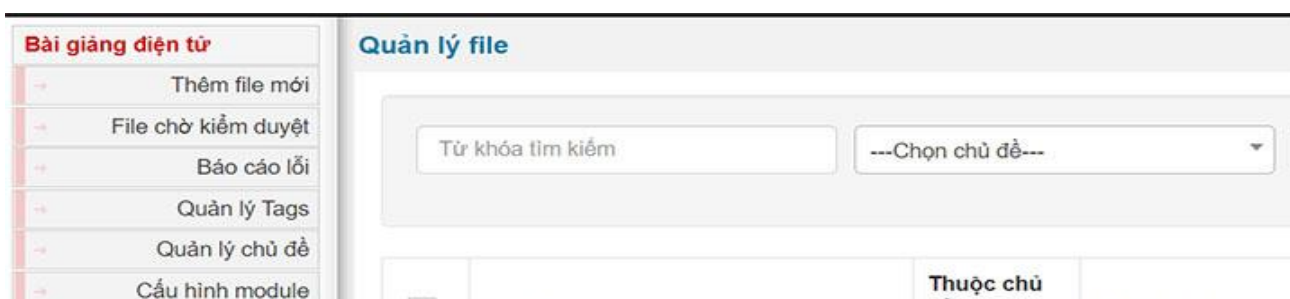 Bài giảng điện tử
Thêm file mới
File chờ kiểm duyệt
Báo cáo lỗi
Quản lý Tags
Quản lý chủ đề
Cấu hình module
Quản lý file
Từ khóa tìm kiếm
---Chọn chủ đề---
Thuộc chủ